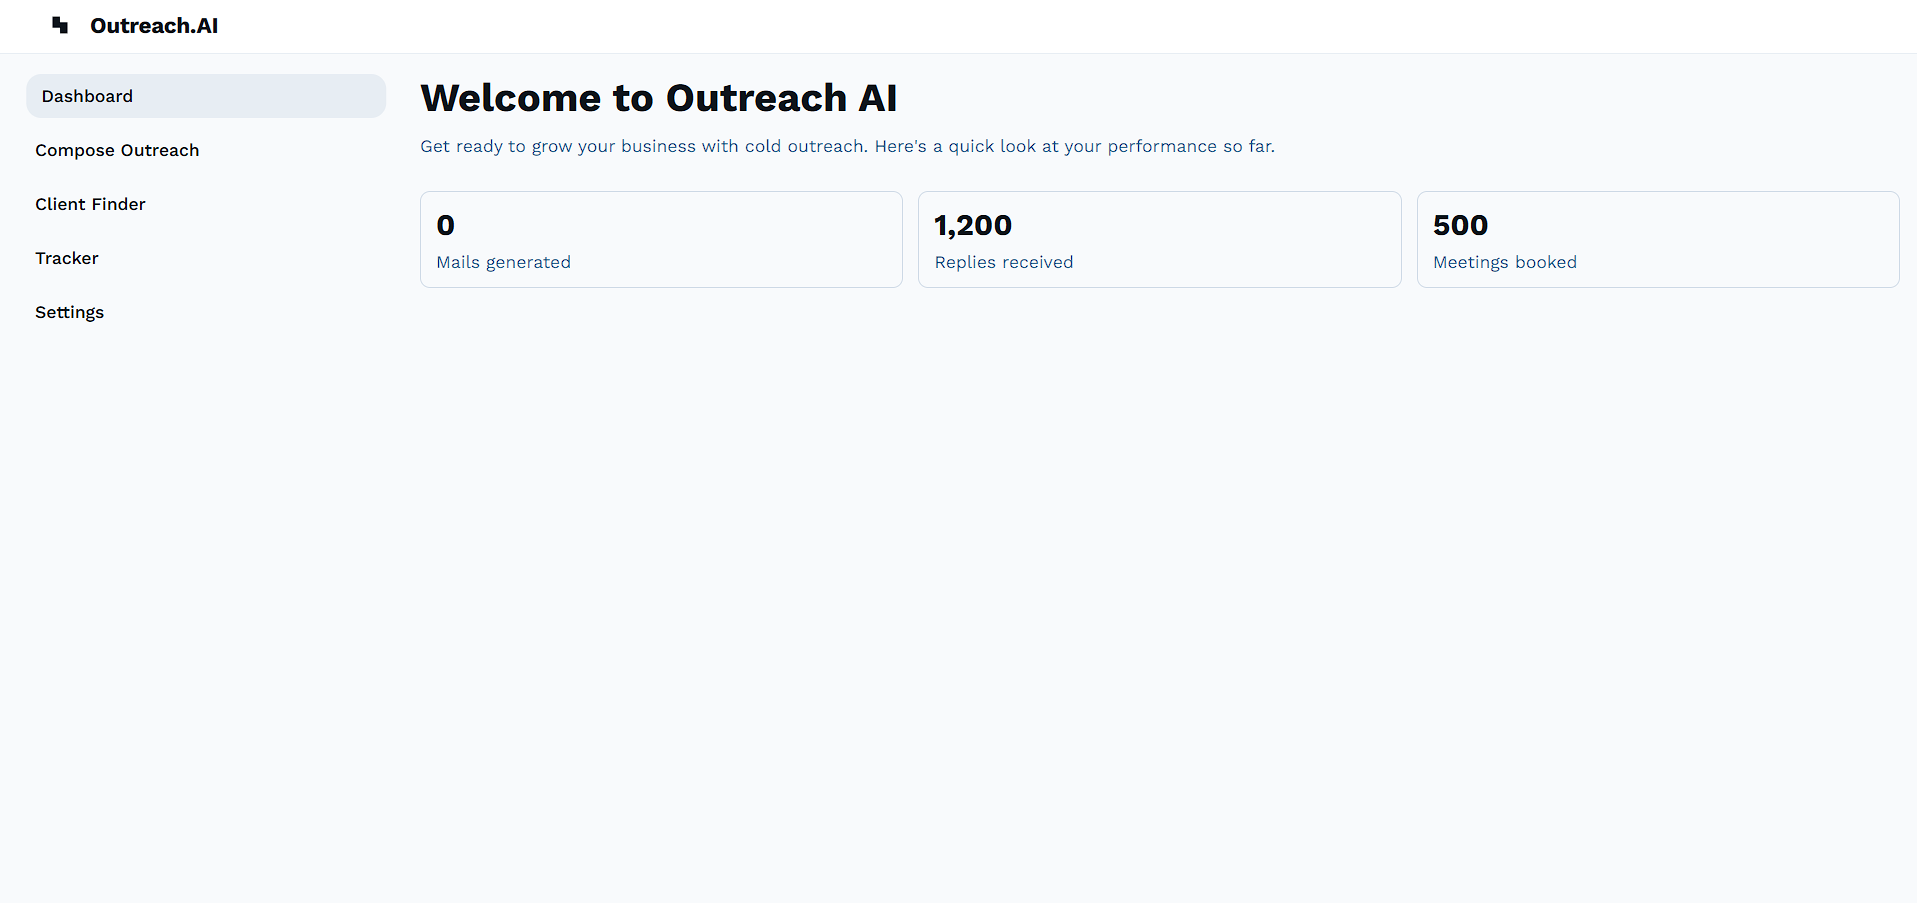 Outreach.AI
Dashboard
Compose Outreach
Client Finder
Tracker
Settings
Welcome to Outreach AI
Get ready to grow your business with cold outreach. Here's a quick look at your performance so far.
0
Mails generated
1,200
Replies received
500
Meetings booked